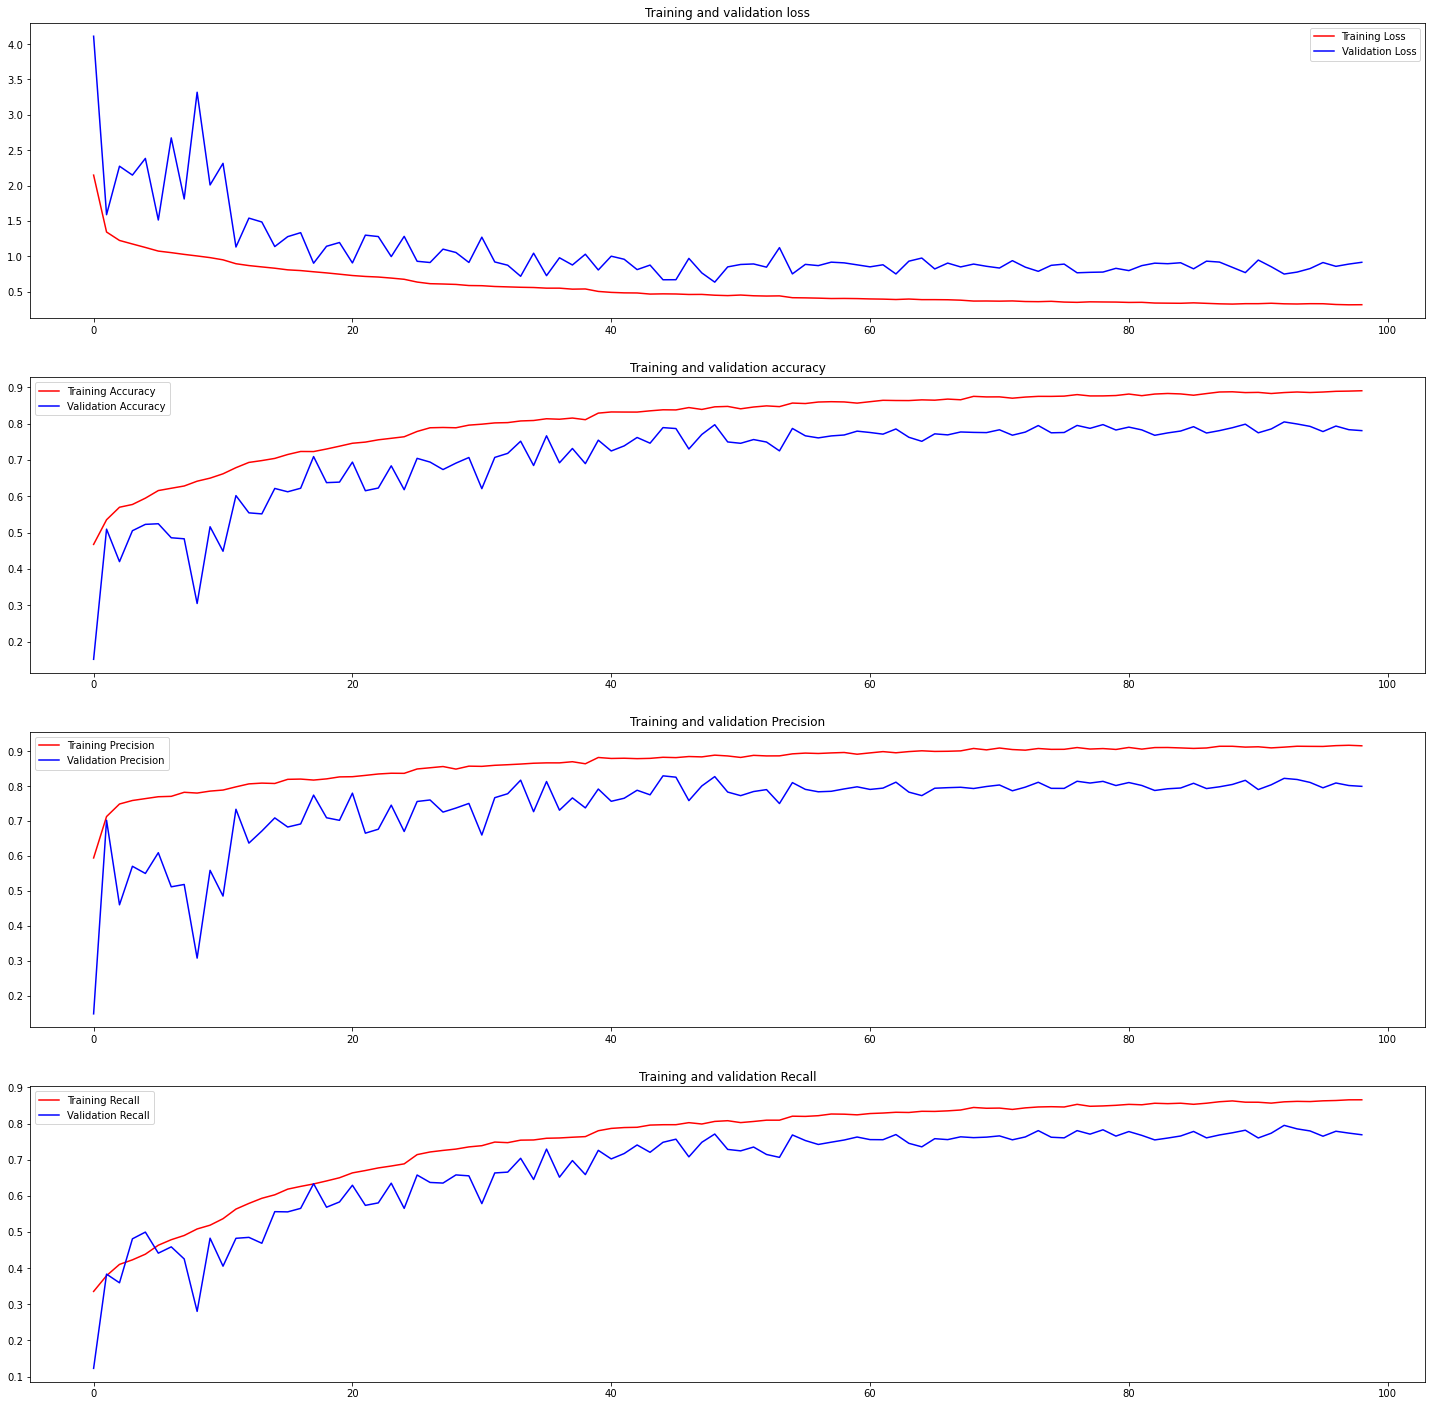 Training and validation loss
Training Loss
Validation Loss
4.0
3.5
3.0
2.5
2.0
1.5
1.0
0.5
0 20 40 60 80 100
Training and validation accuracy
Training Accuracy
Validation Accuracy
0.9
0.8
0.7
0.6
0.5
0.4
0.3
0.2
0 20 40 60 80 100
Training and validation Precision
Training Precision
Validation Precision
0.9
0.8
0.7
0.6
0.5
0.4
0.3
0.2
0 20 40 60 80 100
Training and validation Recall
Training Recall
Validation Recall
0.9
0.8
0.7
0.6
0.5
0.4
0.3
0.2
0.1
0 20 40 60 80 100